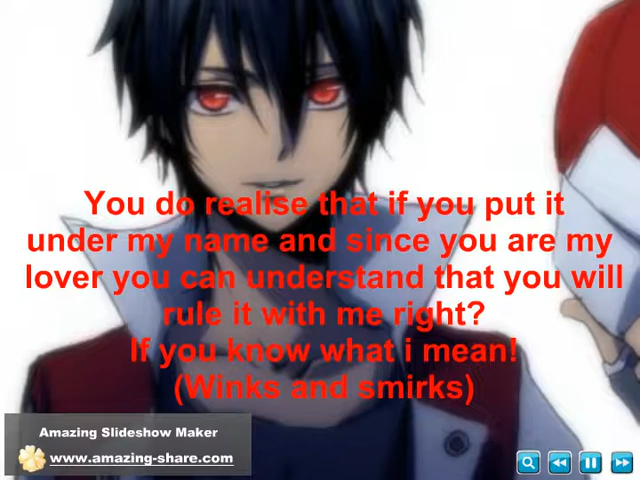 You do realise that if you put it
under my name and since you are my
lover you can understand that you will
rule it with me right?
If you know what i mean!
(Winks and smirks)
Amazing Slideshow Maker
www.amazing-share.com